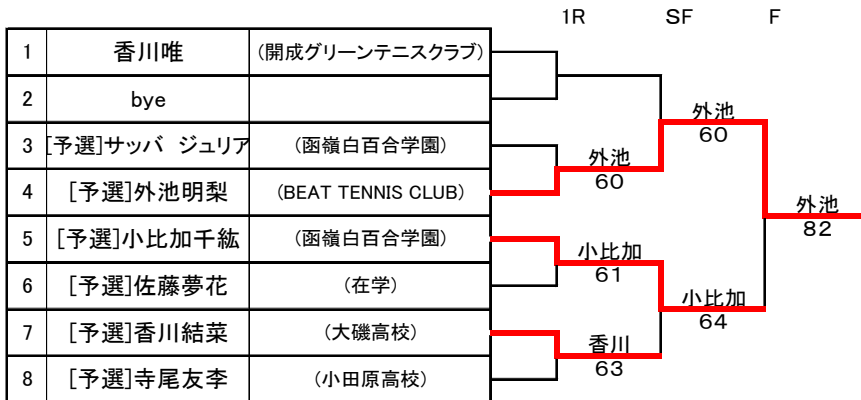 1R SF F
1 香川唯 (開成グリーンテニスクラブ)
2 bye
3 [予選]サッバ ジュリア (函嶺白百合学園)
4 [予選]外池明梨 (BEAT TENNIS CLUB)
5 [予選]小比加千紘 (函嶺白百合学園)
6 [予選]佐藤夢花 (在学)
7 [予選]香川結菜 (大磯高校)
8 [予選]寺尾友李 (小田原高校)
外池
60
小比加
61
香川
63
外池
60
小比加
64
外池
82